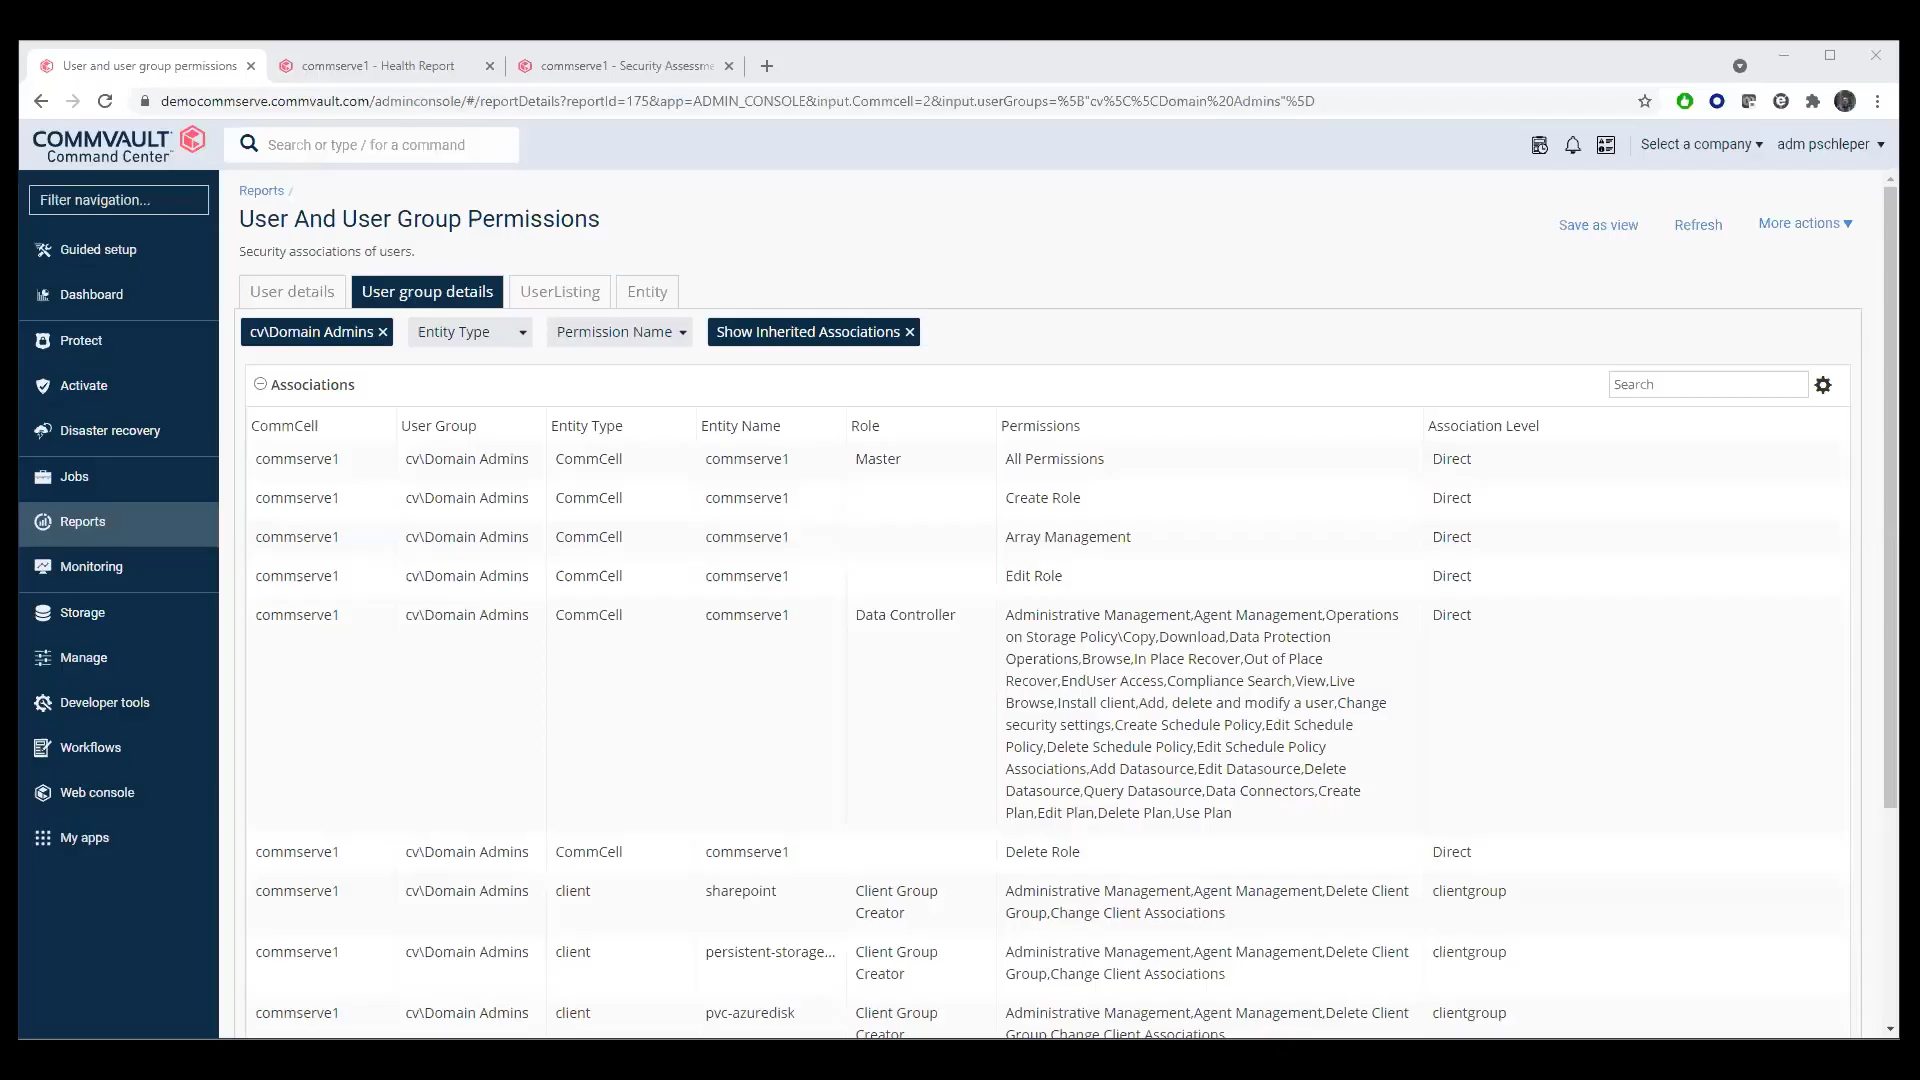 User and user group permissions
commserve1 - Health Report
commserve1 - Security Assessme
democommserve.commvault.com/adminconsole/#/reportDetails?reportId=175&app=ADMIN_CONSOLE&input.Commcell=2&input.userGroups=%5B"cv%5C%5CDomain%20Admins"%5D
COMMVAULT
Command Center™
Search or type / for a command
Select a company
adm pschleper
Filter navigation...
Guided setup
Dashboard
Protect
Activate
Disaster recovery
Jobs
Reports
Monitoring
Storage
Manage
Developer tools
Workflows
Web console
My apps
Reports /
User And User Group Permissions
Security associations of users.
Save as view
Refresh
More actions
User details
User group details
UserListing
Entity
cv\Domain Admins
Entity Type
Permission Name
Show Inherited Associations
Associations
Search
CommCell User Group Entity Type Entity Name Role Permissions Association Level
commserve1 cv\Domain Admins CommCell commserve1 Master All Permissions Direct
commserve1 cv\Domain Admins CommCell commserve1 Create Role Direct
commserve1 cv\Domain Admins CommCell commserve1 Array Management Direct
commserve1 cv\Domain Admins CommCell commserve1 Edit Role Direct
commserve1 cv\Domain Admins CommCell commserve1 Data Controller Administrative Management,Agent Management,Operations Direct
on Storage Policy\Copy,Download,Data Protection
Operations,Browse,In Place Recover,Out of Place
Recover,EndUser Access,Compliance Search,View,Live
Browse,Install client,Add, delete and modify a user,Change
security settings,Create Schedule Policy,Edit Schedule
Policy,Delete Schedule Policy,Edit Schedule Policy
Associations,Add Datasource,Edit Datasource,Delete
Datasource,Query Datasource,Data Connectors,Create
Plan,Edit Plan,Delete Plan,Use Plan
commserve1 cv\Domain Admins CommCell commserve1 Delete Role Direct
commserve1 cv\Domain Admins client sharepoint Client Group Administrative Management,Agent Management,Delete Client clientgroup
Creator Group,Change Client Associations
commserve1 cv\Domain Admins client persistent-storage... Client Group Administrative Management,Agent Management,Delete Client clientgroup
Creator Group,Change Client Associations
commserve1 cv\Domain Admins client pvc-azuredisk Client Group Administrative Management,Agent Management,Delete Client clientgroup
Creator Group Change Client Associations